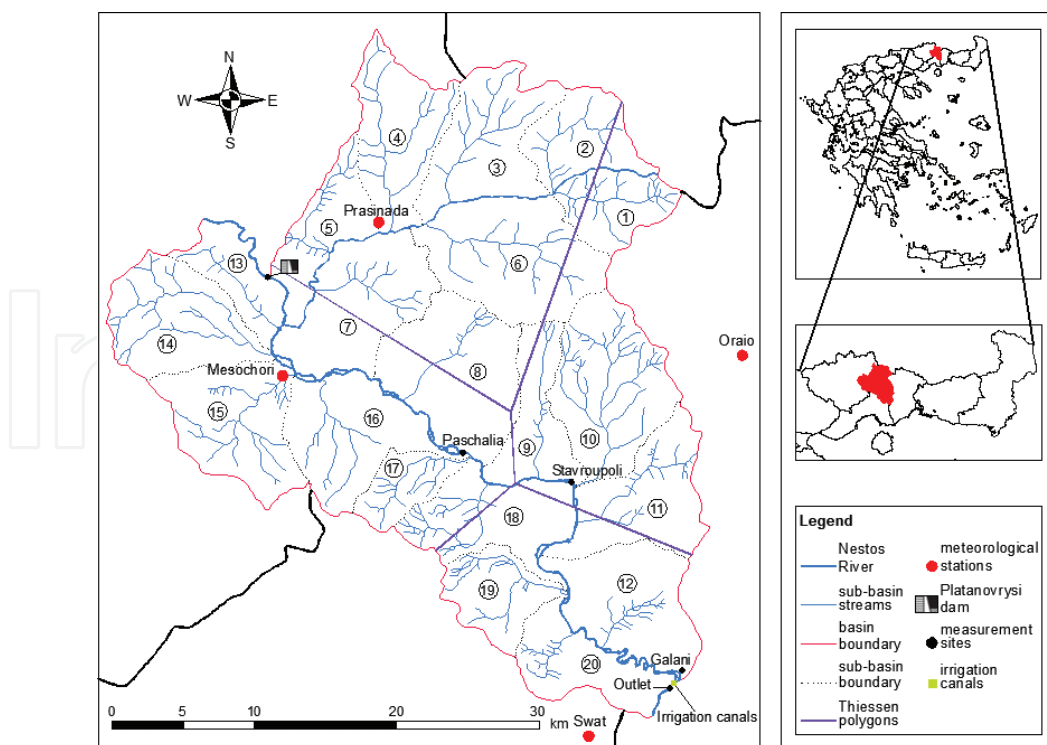 N
W E
S
4
3
2
1
Prasinada
5
6
13
7
14
8
Mesochori
Oraio
15
16
Paschalia
9
10
17
Stavroupoli
18
11
19
12
20
Galani
Outlet
Irrigation canals
0 5 10 20 30
km
Swat
Legend
Nestos
River
sub-basin
streams
basin
boundary
sub-basin
boundary
Thiessen
polygons
meteorological
stations
Platanovrysi
dam
measurement
sites
irrigation
canals